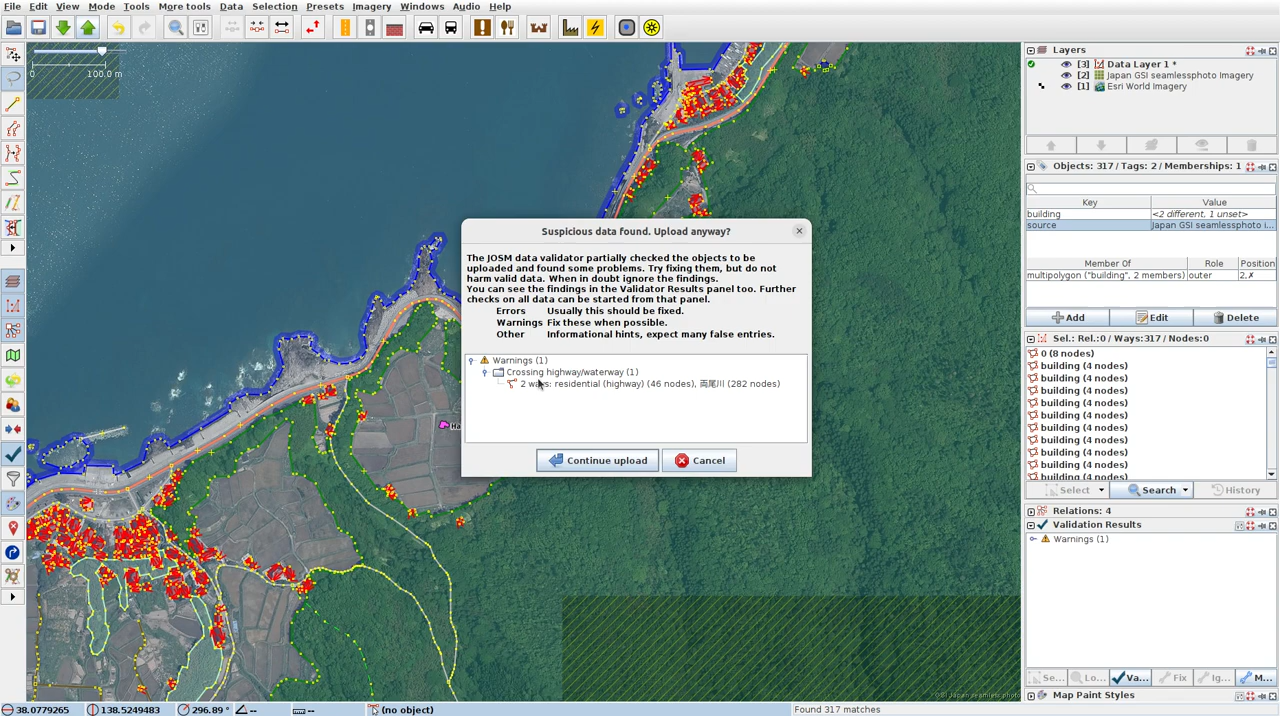 File Edit View Mode Tools More tools Data Selection Presets Imagery Windows Audio Help
0 100.0 m
Suspicious data found. Upload anyway?
The JOSM data validator partially checked the objects to be
uploaded and found some problems. Try fixing them, but do not
harm valid data. When in doubt ignore the findings.
You can see the findings in the Validator Results panel too. Further
checks on all data can be started from that panel.
Errors Usually this should be fixed.
Warnings Fix these when possible.
Other Informational hints, expect many false entries.
Warnings (1)
Crossing highway/waterway (1)
2 ways: residential (highway) (46 nodes), 両尾川 (282 nodes)
Continue upload Cancel
Ha
Layers
[3] Data Layer 1 *
[2] Japan GSI seamlessphoto Imagery
[1] Esri World Imagery
Objects: 317 / Tags: 2 / Memberships: 1
Key Value
building <2 different, 1 unset>
source Japan GSI seamlessphoto i...
Member Of Role Position
multipolygon ("building", 2 members) outer 2,✗
Add Edit Delete
Sel.: Rel.:0 / Ways:317 / Nodes:0
0 (8 nodes)
building (4 nodes)
building (4 nodes)
building (4 nodes)
building (4 nodes)
building (4 nodes)
building (4 nodes)
building (4 nodes)
building (4 nodes)
building (4 nodes)
building (4 nodes)
Select Search History
Relations: 4
Validation Results
Warnings (1)
Se... Lo... Va... Fix Ig... M...
Map Paint Styles
38.0779265 138.5249483 296.89 ° -- -- (no object) Found 317 matches